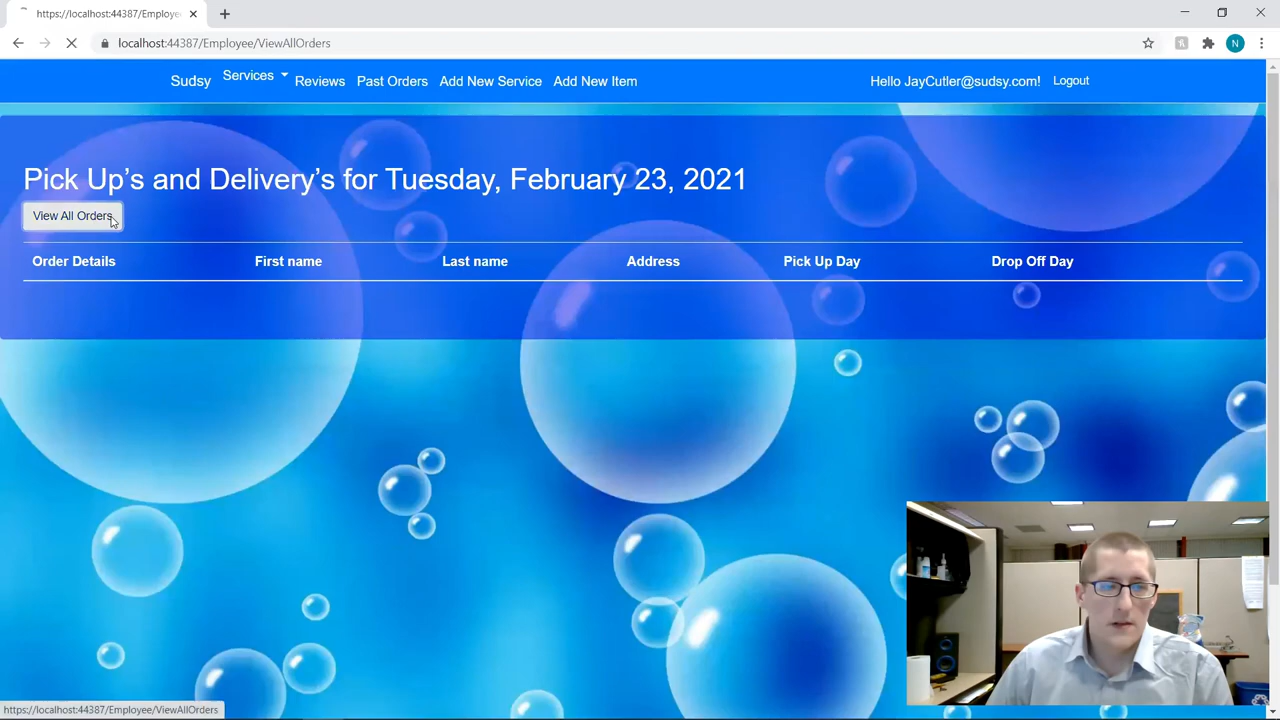 https://localhost:44387/Employe
localhost:44387/Employee/ViewAllOrders
N
Sudsy Services Reviews Past Orders Add New Service Add New Item Hello JayCutler@sudsy.com! Logout
Pick Up’s and Delivery’s for Tuesday, February 23, 2021
View All Orders
Order Details First name Last name Address Pick Up Day Drop Off Day
https://localhost:44387/Employee/ViewAllOrders